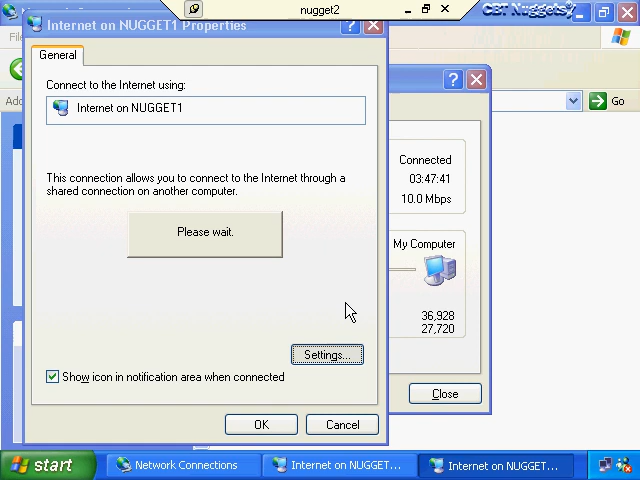 nugget2
CBT Nuggets
Internet on NUGGET1 Properties
General
Connect to the Internet using:
Internet on NUGGET1
This connection allows you to connect to the Internet through a
shared connection on another computer.
Please wait.
Settings...
Show icon in notification area when connected
OK
Cancel
Go
Connected
03:47:41
10.0 Mbps
My Computer
36,928
27,720
Close
start
Network Connections
Internet on NUGGET...
Internet on NUGGET...